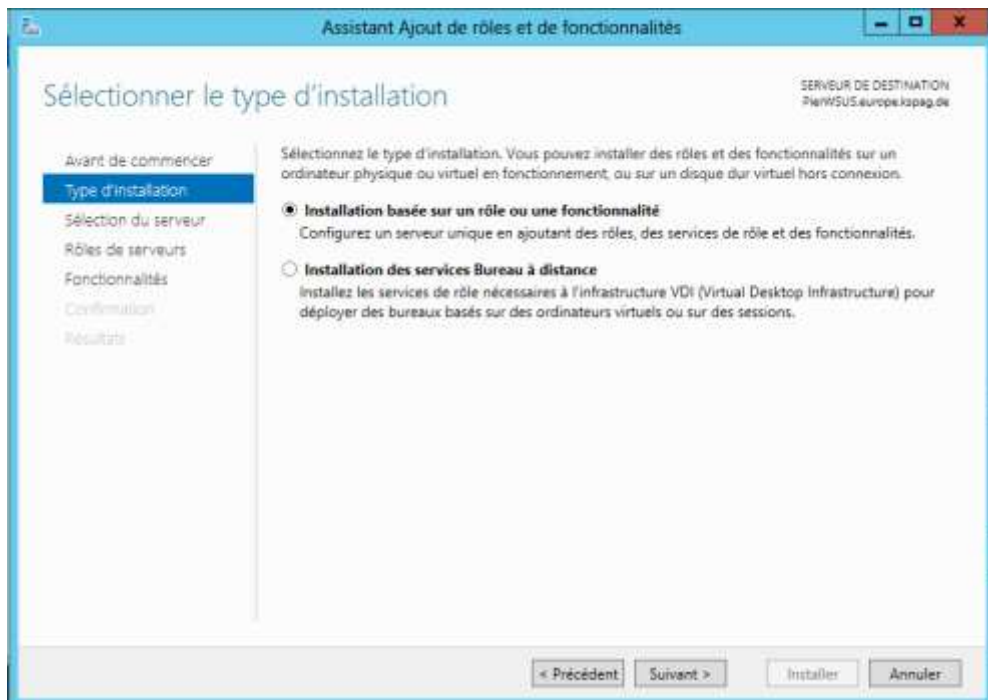 Assistant Ajout de rôles et de fonctionnalités
Sélectionner le type d'installation
SERVEUR DE DESTINATION
PierWSUS.europe.kspag.de
Avant de commencer
Type d'installation
Sélection du serveur
Rôles de serveurs
Fonctionnalités
Confirmation
Résultats
Sélectionnez le type d'installation. Vous pouvez installer des rôles et des fonctionnalités sur un
ordinateur physique ou virtuel en fonctionnement, ou sur un disque dur virtuel hors connexion.
Installation basée sur un rôle ou une fonctionnalité
Configurez un serveur unique en ajoutant des rôles, des services de rôle et des fonctionnalités.
Installation des services Bureau à distance
Installez les services de rôle nécessaires à l'infrastructure VDI (Virtual Desktop Infrastructure) pour
déployer des bureaux basés sur des ordinateurs virtuels ou sur des sessions.
< Précédent
Suivant >
Installer
Annuler